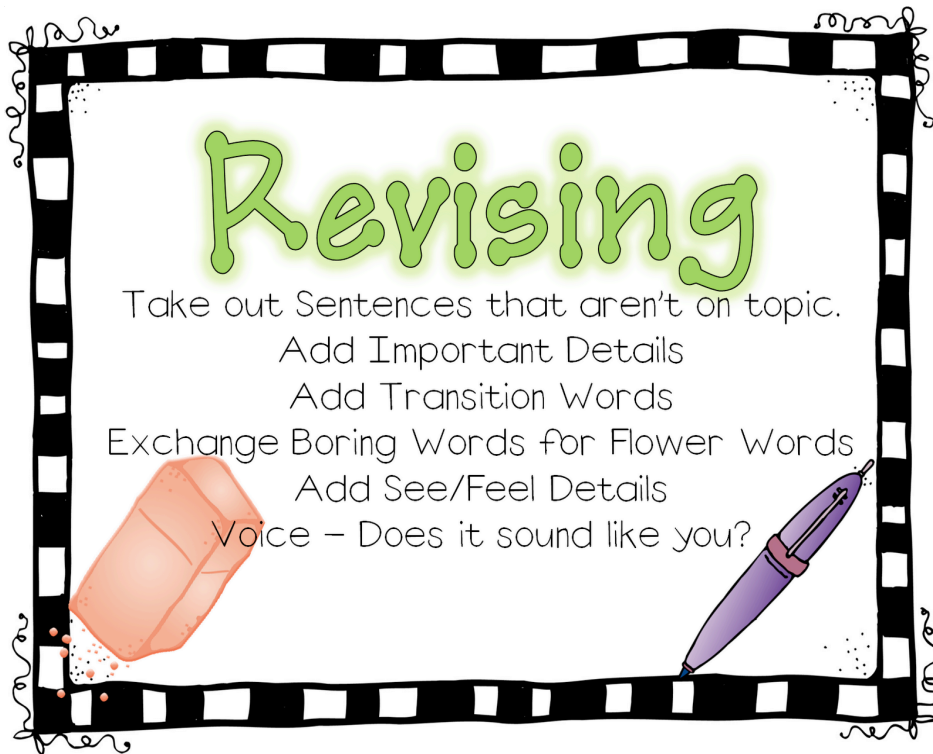 Revising
Take out Sentences that aren't on topic.
Add Important Details
Add Transition Words
Exchange Boring Words for Flower Words
Add See/Feel Details
Voice – Does it sound like you?